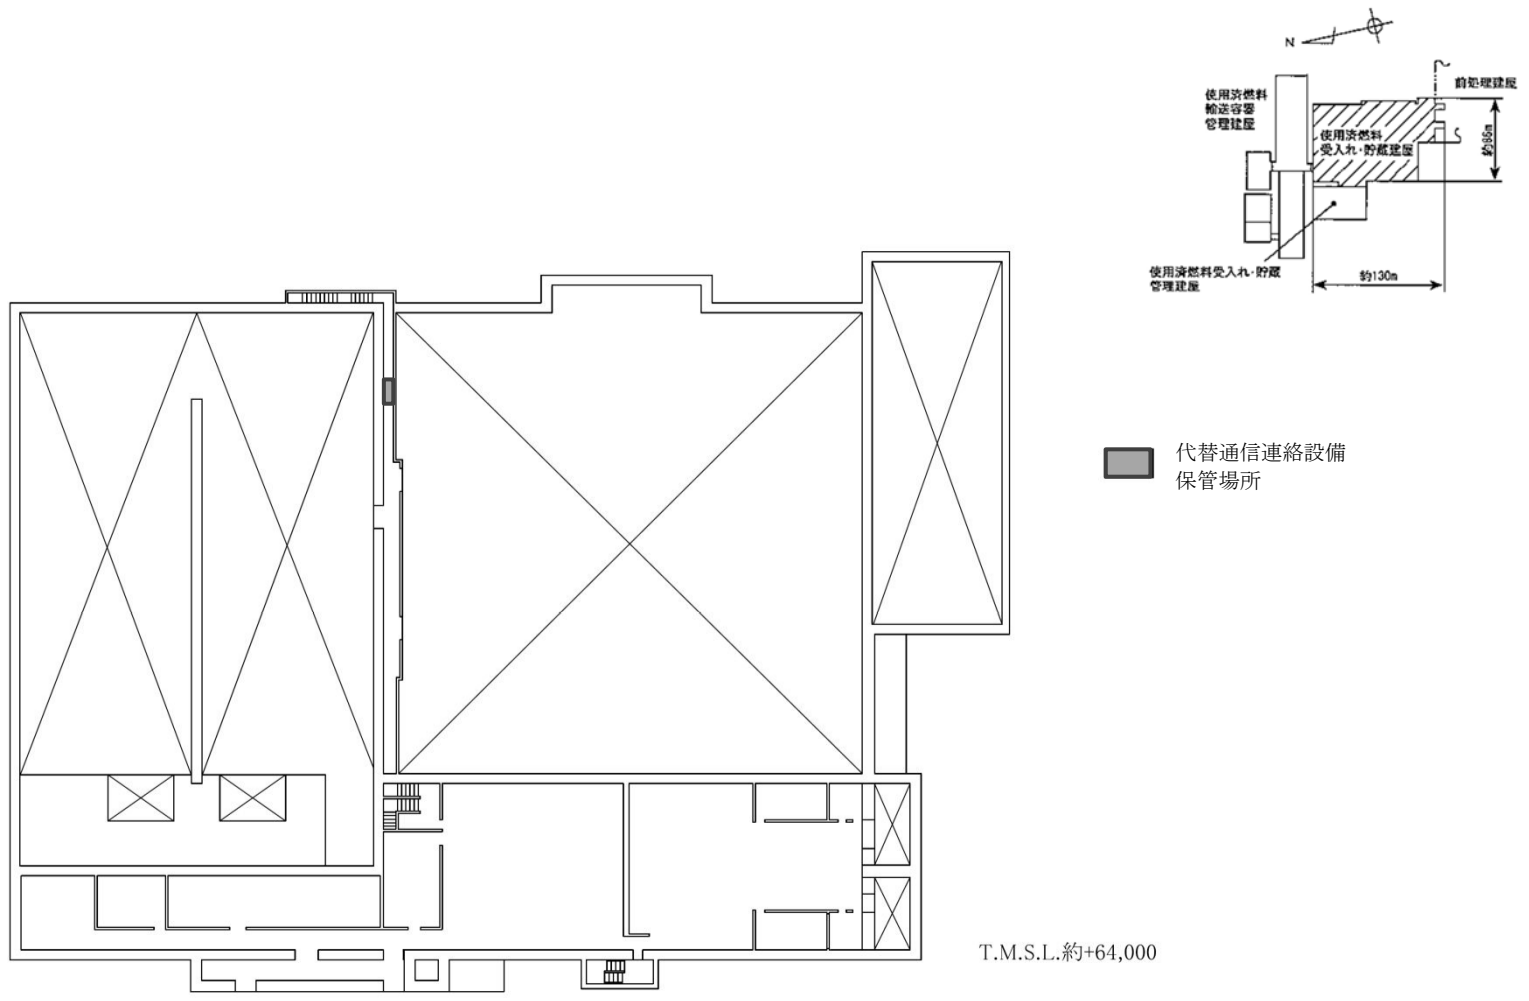 N
前処理建屋
使用済燃料
輸送容器
管理建屋
使用済燃料
受入れ・貯蔵建屋
約86m
使用済燃料受入れ・貯蔵
管理建屋
約130m
代替通信連絡設備
保管場所
T.M.S.L.約+64,000